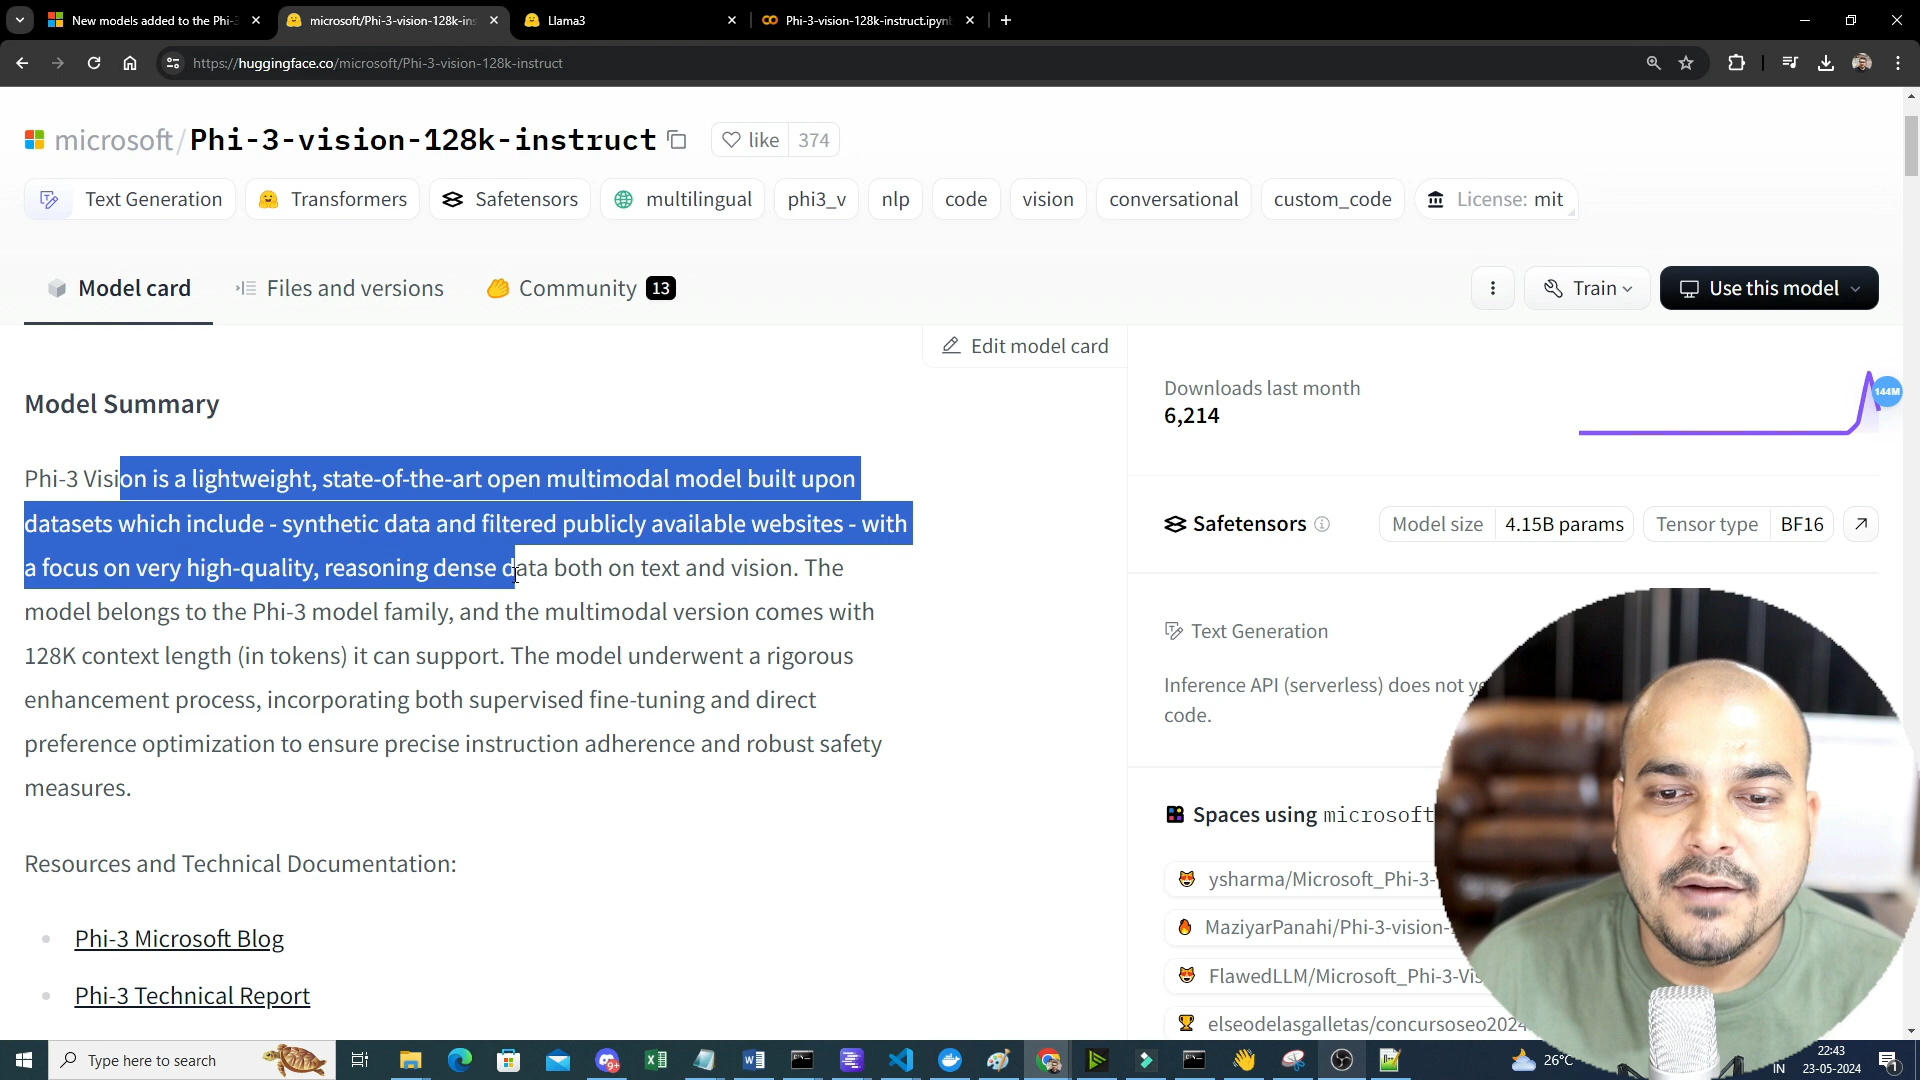 New models added to the Phi-3
microsoft/Phi-3-vision-128k-ins
Llama3
Phi-3-vision-128k-instruct.ipynb
https://huggingface.co/microsoft/Phi-3-vision-128k-instruct
microsoft/Phi-3-vision-128k-instruct
like 374
Text Generation
Transformers
Safetensors
multilingual
phi3_v
nlp
code
vision
conversational
custom_code
License: mit
Model card
Files and versions
Community 13
Train
Use this model
Edit model card
Model Summary
Phi-3 Vision is a lightweight, state-of-the-art open multimodal model built upon
datasets which include - synthetic data and filtered publicly available websites - with
a focus on very high-quality, reasoning dense data both on text and vision. The
model belongs to the Phi-3 model family, and the multimodal version comes with
128K context length (in tokens) it can support. The model underwent a rigorous
enhancement process, incorporating both supervised fine-tuning and direct
preference optimization to ensure precise instruction adherence and robust safety
measures.
Resources and Technical Documentation:
Phi-3 Microsoft Blog
Phi-3 Technical Report
Downloads last month
6,214
144M
Safetensors
Model size 4.15B params
Tensor type BF16
Text Generation
Inference API (serverless) does not
code.
Spaces using microsoft
ysharma/Microsoft_Phi-3-
MaziyarPanahi/Phi-3-vision-
FlawedLLM/Microsoft_Phi-3-Vis
elseodelasgalletas/concursoseo2024
Type here to search
26°C
IN
22:43
23-05-2024
1